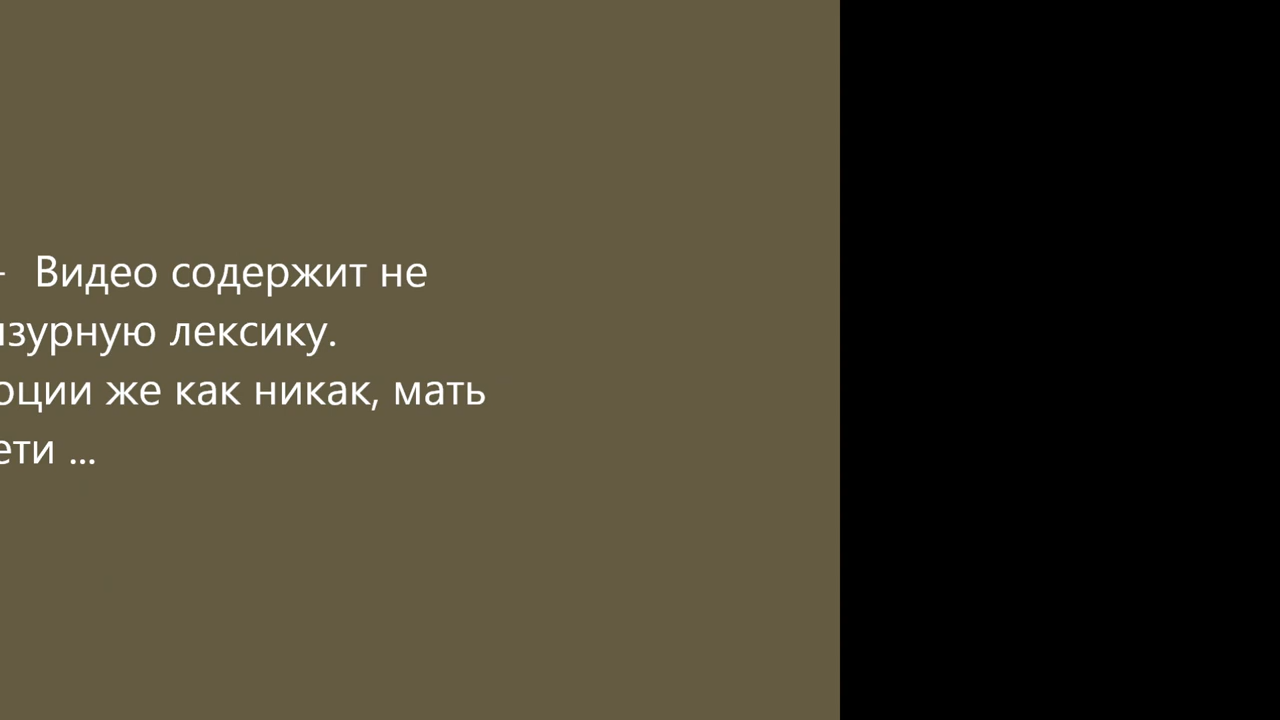 - Видео содержит не
зурную лексику.
оции же как никак, мать
ети ...